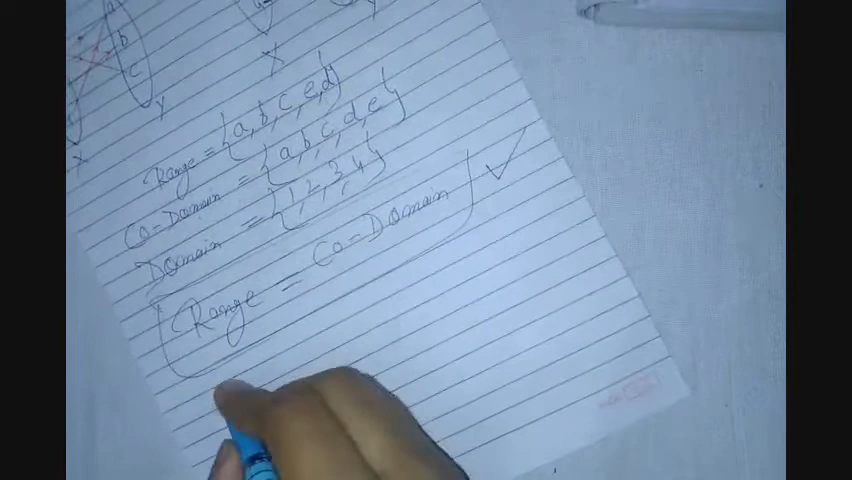 a
b
c
Y
X
Y
X
Range = {a, b, c, e, d}
Co-Domain = {a, b, c, d, e}
Domain = {1, 2, 3, 4}
Range = Co-Domain ✓